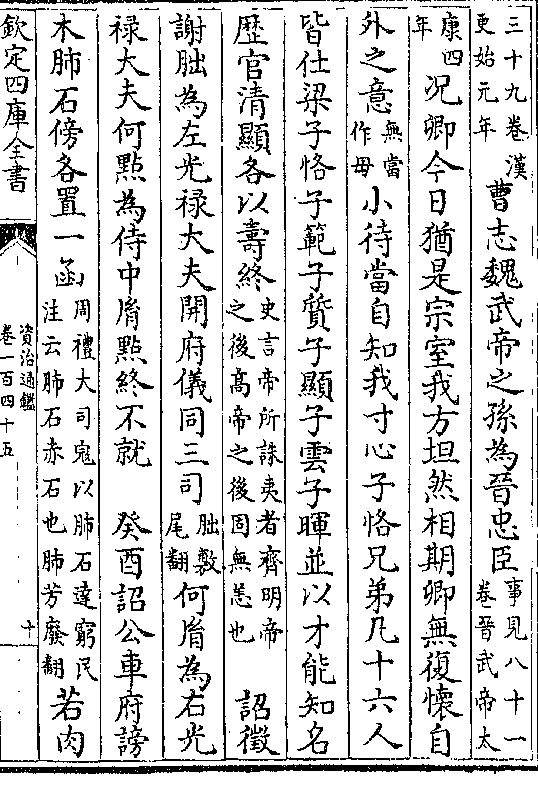 三十九卷漢更始元年曹志魏武帝之孫為晉忠臣事見八十一卷晉武帝太
康四年況卿今日猶是宗室我方坦然相期卿無復懷自
外之意無當作毋小待當自知我寸心子恪兄弟凡十六人
皆仕梁子恪子範子質子顯子雲子暉並以才能知名
歴官清顯各以壽終史言帝所誅夷者齊明帝之後高帝之後固無恙也　詔徵
謝朏為左光禄大夫開府儀同三司朏敷尾翻何胤為右光
禄大夫何點為侍中胤點終不就　癸酉詔公車府謗
木肺石傍各置一函周禮大司寇以肺石達窮民注云肺石赤石也肺芳廢翻若肉
欽定四庫全書
資治通鑑
卷一百四十五
十